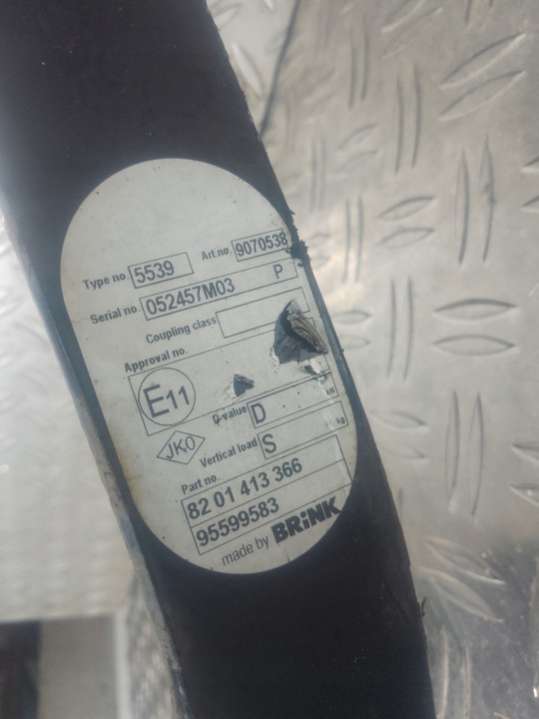 Type no. 5539 Art.no. 9070538
Serial no. 052457M03 P
Coupling class
Approval no.
E11
JKO
D-value D kN
Vertical load S kg
Part no.
82 01 413 366
95599583
made by BRINK